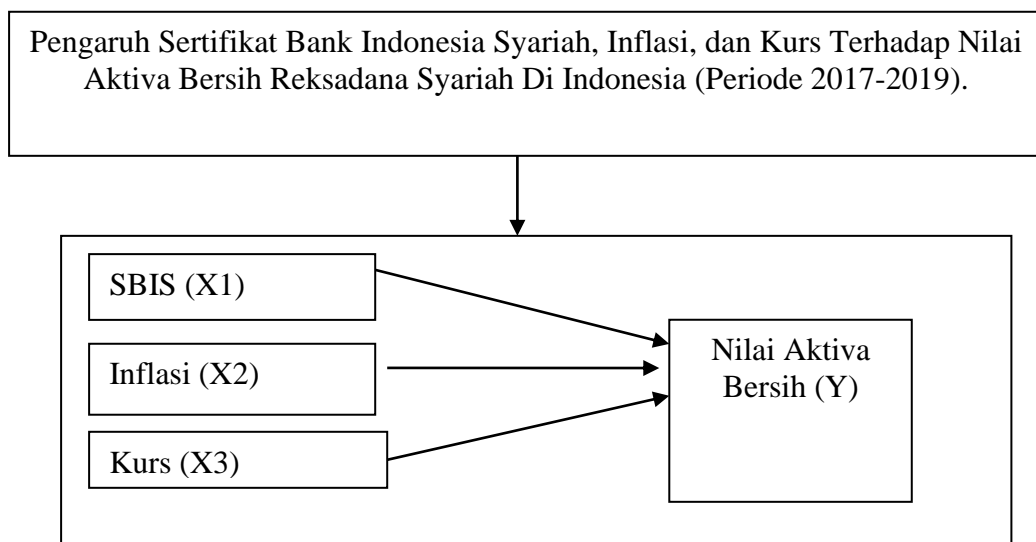 Pengaruh Sertifikat Bank Indonesia Syariah, Inflasi, dan Kurs Terhadap Nilai
Aktiva Bersih Reksadana Syariah Di Indonesia (Periode 2017-2019).
SBIS (X1)
Inflasi (X2)
Kurs (X3)
Nilai Aktiva
Bersih (Y)